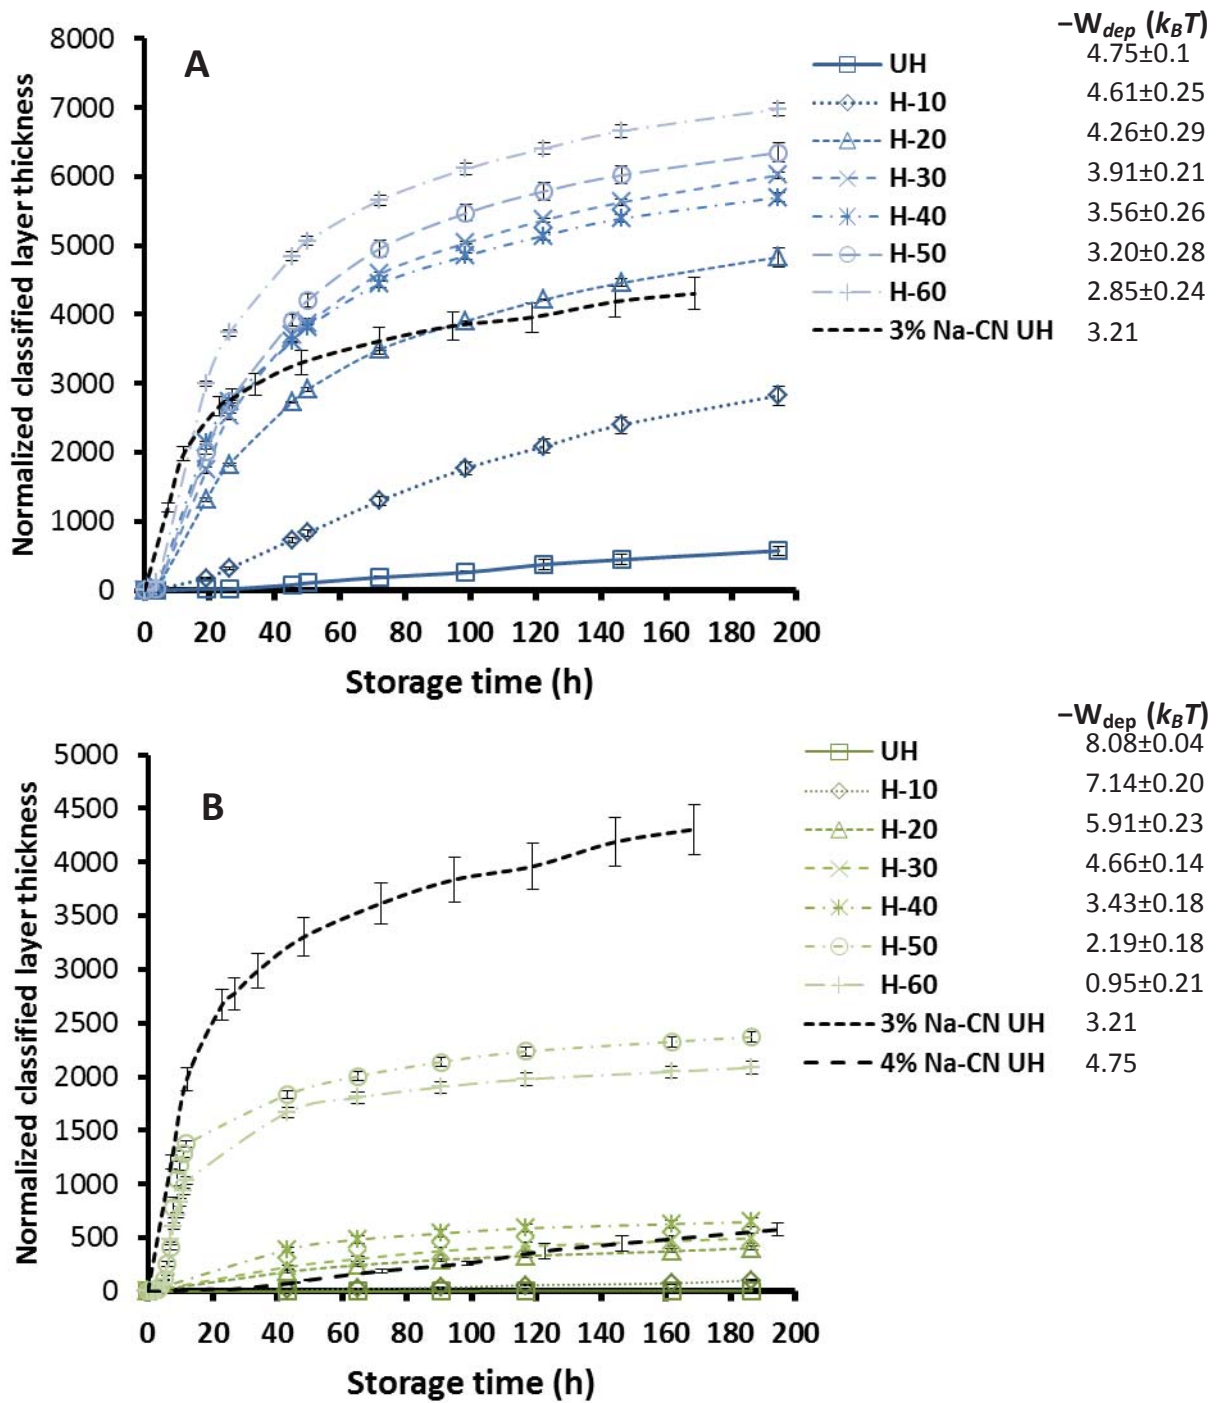 −Wdep (kBT)
A
Normalized classified layer thickness
8000
7000
6000
5000
4000
3000
2000
1000
0
0 20 40 60 80 100 120 140 160 180 200
Storage time (h)
UH 4.75±0.1
H-10 4.61±0.25
H-20 4.26±0.29
H-30 3.91±0.21
H-40 3.56±0.26
H-50 3.20±0.28
H-60 2.85±0.24
3% Na-CN UH 3.21
−Wdep (kBT)
B
Normalized classified layer thickness
5000
4500
4000
3500
3000
2500
2000
1500
1000
500
0
0 20 40 60 80 100 120 140 160 180 200
Storage time (h)
UH 8.08±0.04
H-10 7.14±0.20
H-20 5.91±0.23
H-30 4.66±0.14
H-40 3.43±0.18
H-50 2.19±0.18
H-60 0.95±0.21
3% Na-CN UH 3.21
4% Na-CN UH 4.75